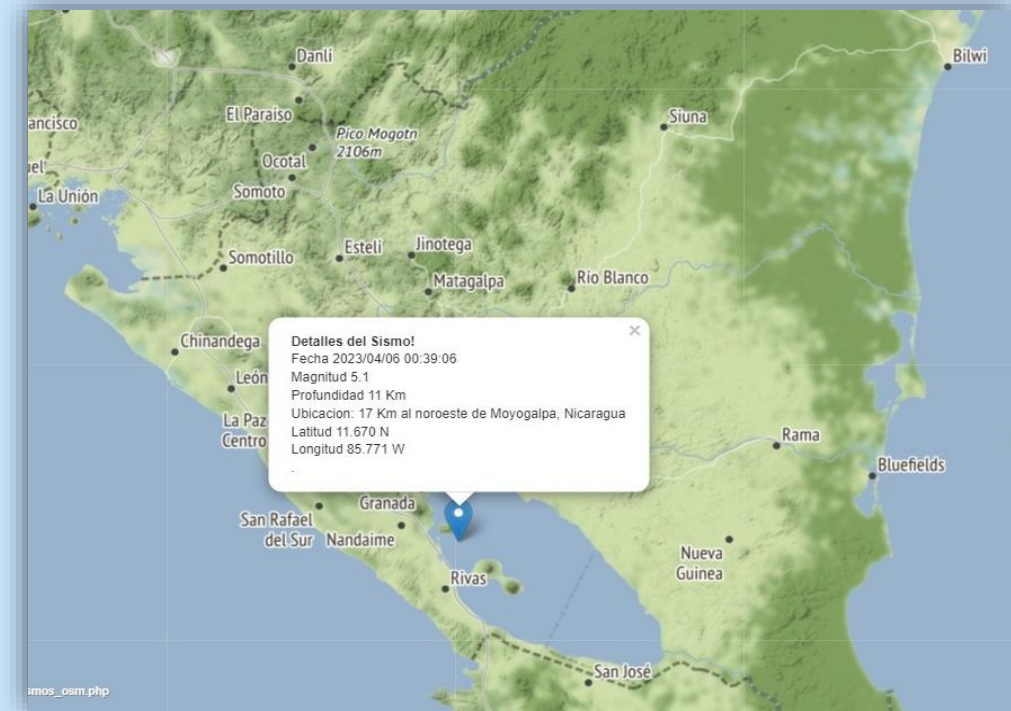 Danlí
Bilwi
El Paraíso
Siuna
ancisco
Pico Mogotn
2106m
Ocotal
uel
La Unión
Somoto
Somotillo
Estelí
Jinotega
Matagalpa
Rio Blanco
Chinandega
León
La Paz
Centro
Detalles del Sismo!
Fecha 2023/04/06 00:39:06
Magnitud 5.1
Profundidad 11 Km
Ubicacion: 17 Km al noroeste de Moyogalpa, Nicaragua
Latitud 11.670 N
Longitud 85.771 W
.
×
Rama
Bluefields
Granada
San Rafael
del Sur
Nandaime
Nueva
Guinea
Rivas
San José
smos_osm.php